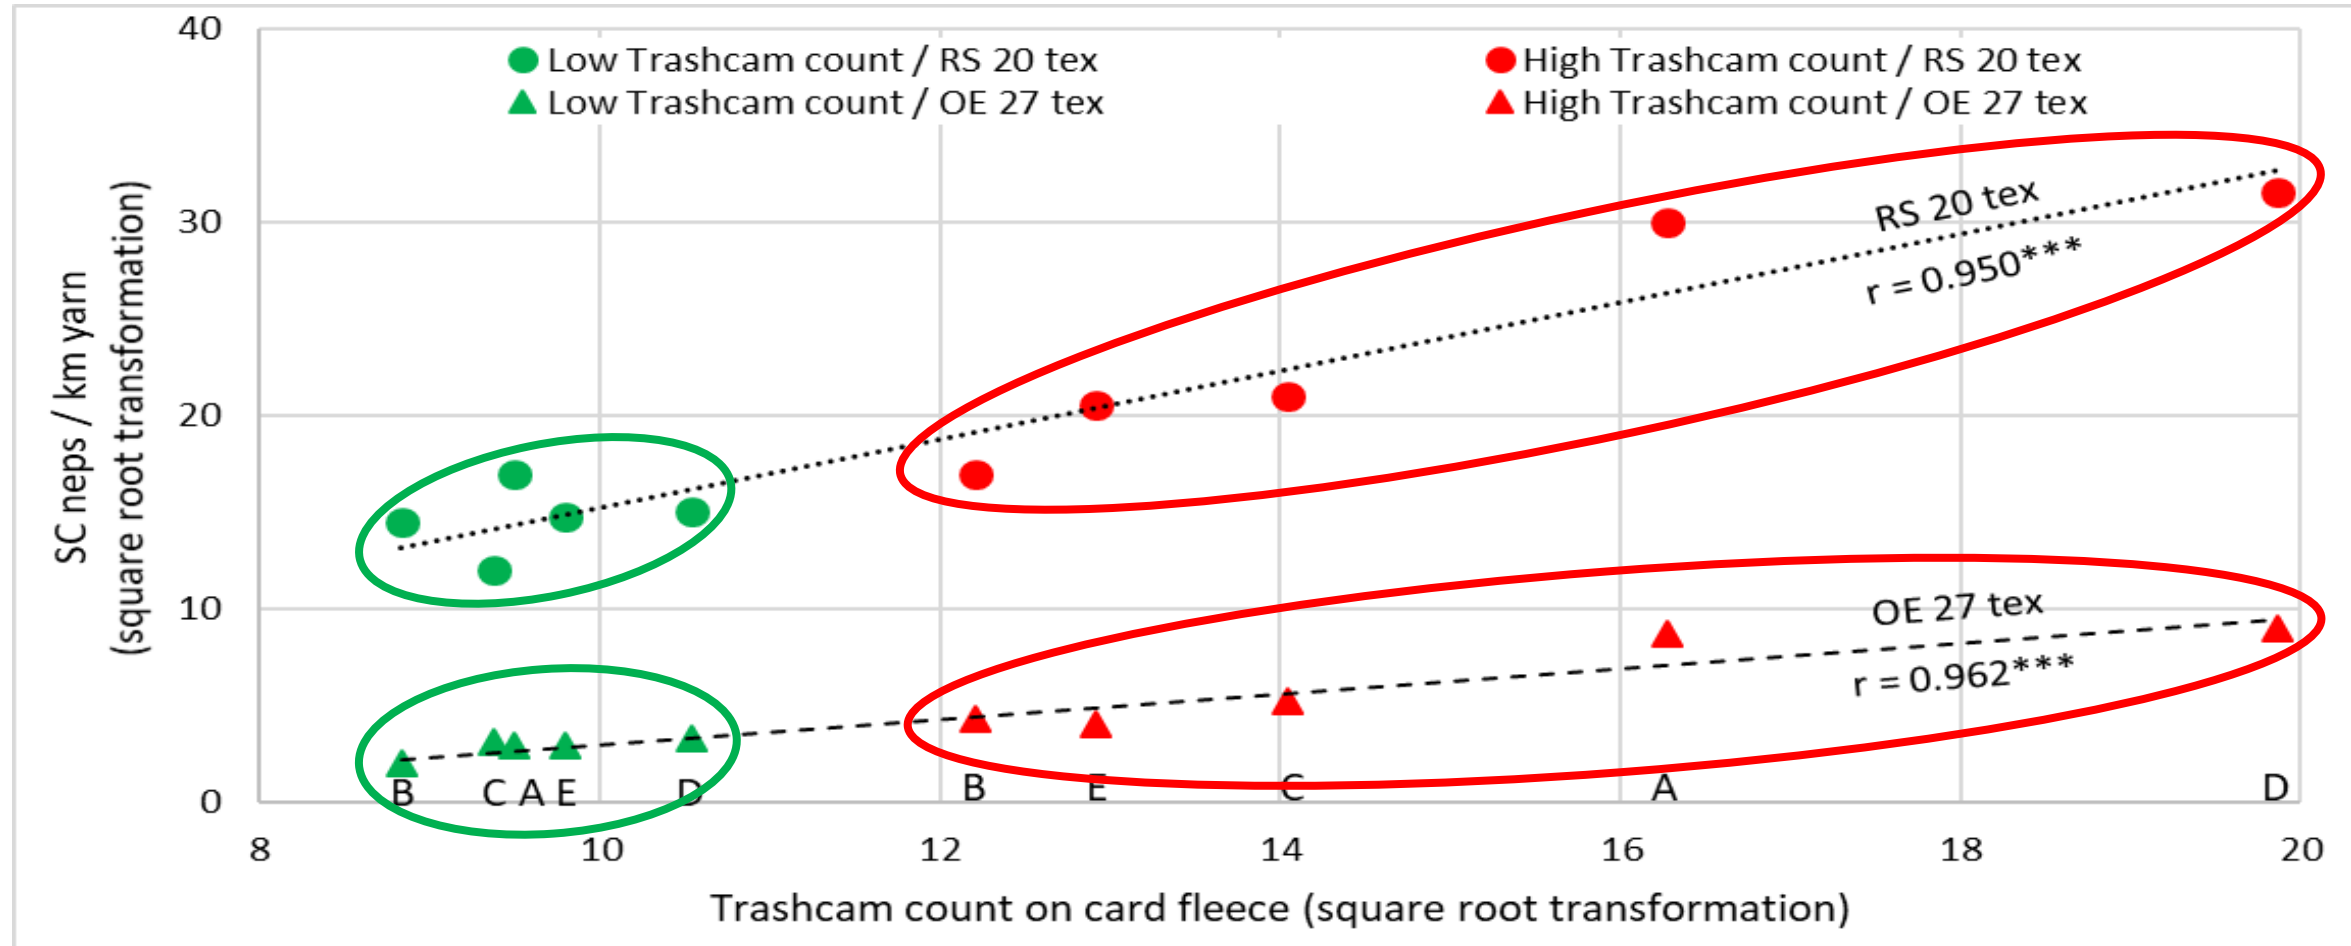 40
Low Trashcam count / RS 20 tex
High Trashcam count / RS 20 tex
Low Trashcam count / OE 27 tex
High Trashcam count / OE 27 tex
30
20
10
0
SC neps / km yarn
(square root transformation)
RS 20 tex
r = 0.950***
OE 27 tex
r = 0.962***
B C A E D B E C A D
8 10 12 14 16 18 20
Trashcam count on card fleece (square root transformation)